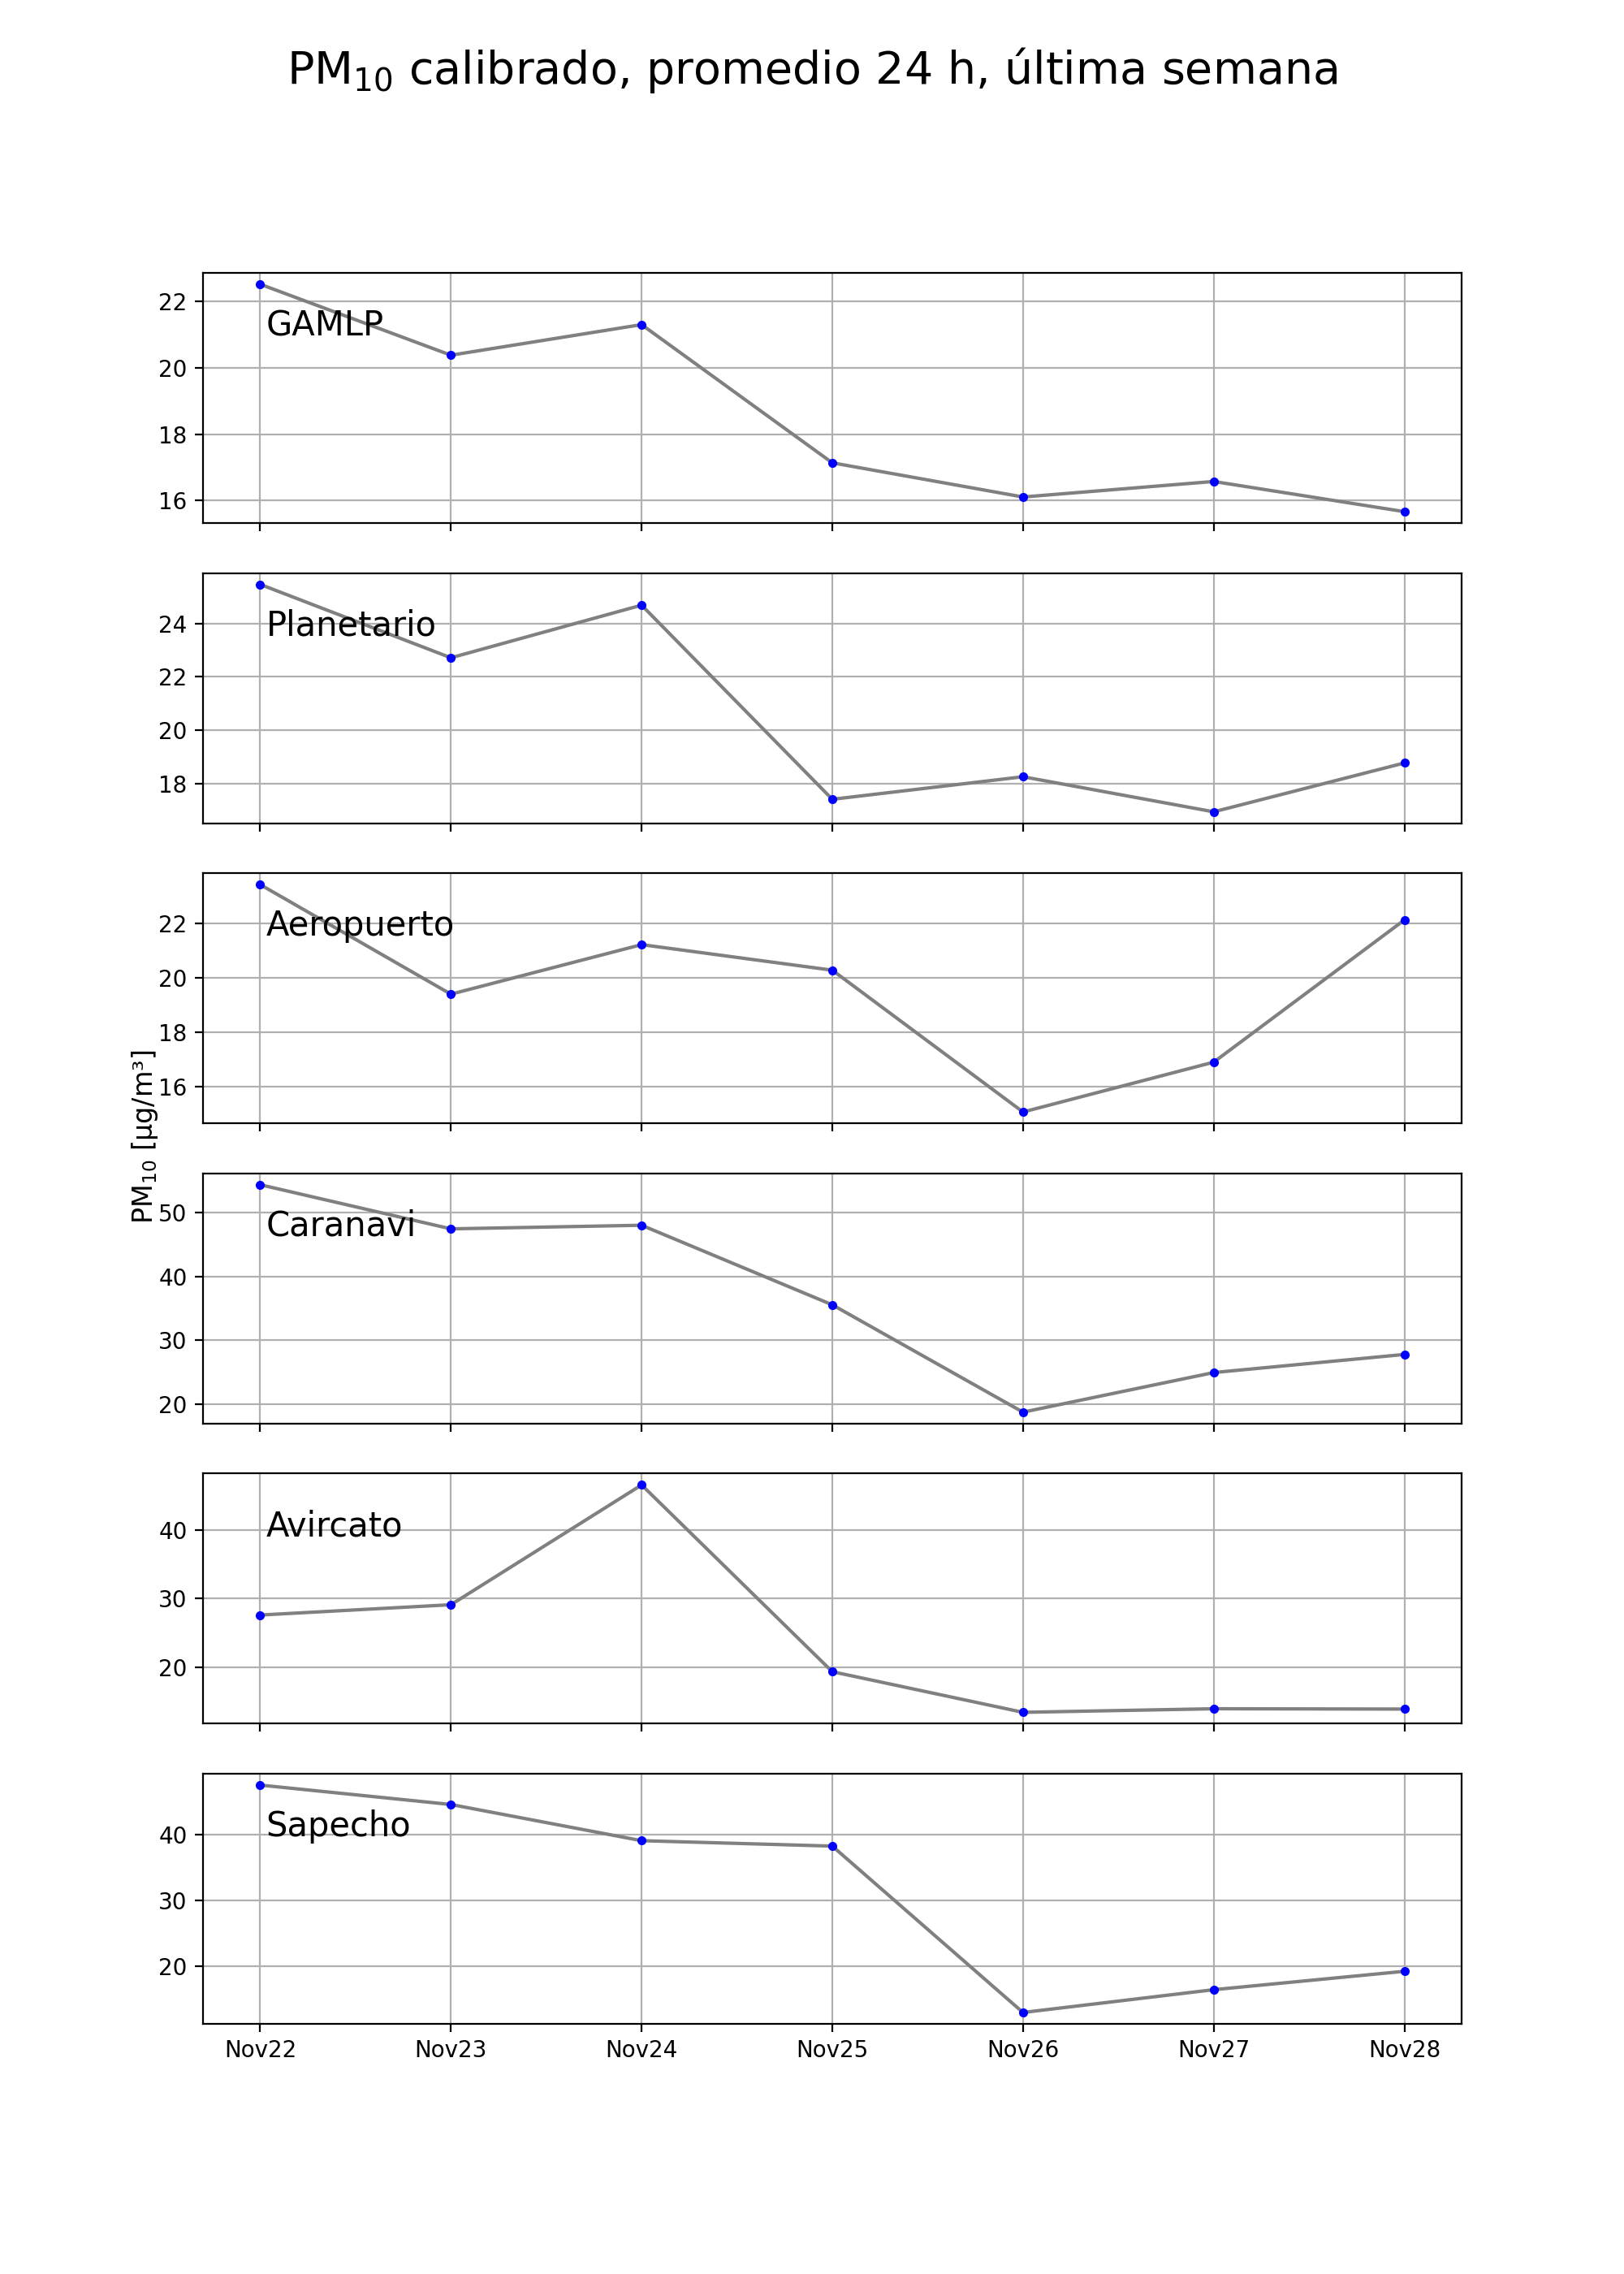 PM₁₀ calibrado, promedio 24 h, última semana
22
20
18
16
GAMLP
24
22
20
18
Planetario
22
20
18
16
Aeropuerto
PM₁₀ [µg/m³]
50
40
30
20
Caranavi
40
30
20
Avircato
40
30
20
Sapecho
Nov22 Nov23 Nov24 Nov25 Nov26 Nov27 Nov28